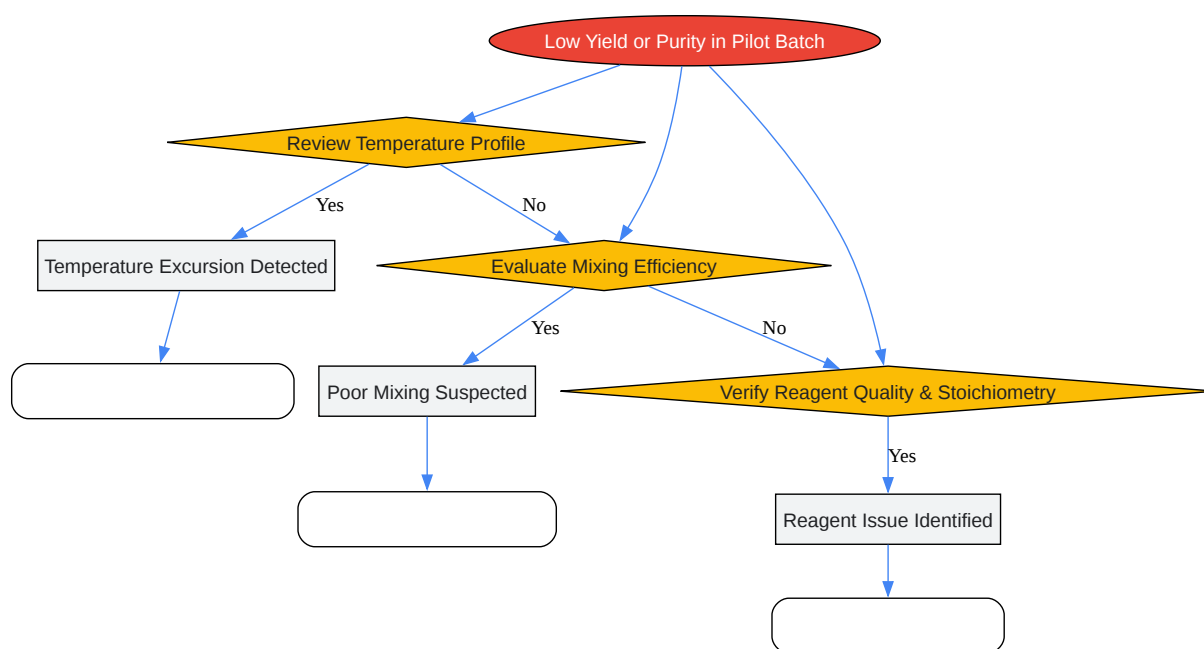 Low Yield or Purity in Pilot Batch
Review Temperature Profile
Yes
No
Temperature Excursion Detected
Evaluate Mixing Efficiency
Yes
No
Poor Mixing Suspected
Verify Reagent Quality & Stoichiometry
Yes
Reagent Issue Identified